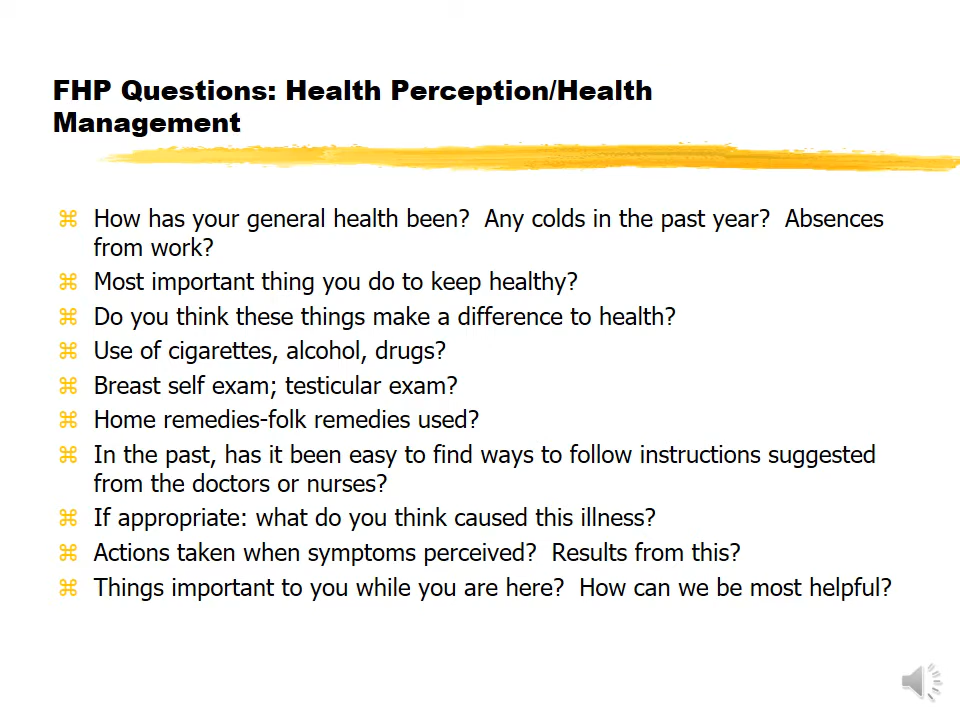 FHP Questions: Health Perception/Health
Management
⌘ How has your general health been?  Any colds in the past year?  Absences
from work?
⌘ Most important thing you do to keep healthy?
⌘ Do you think these things make a difference to health?
⌘ Use of cigarettes, alcohol, drugs?
⌘ Breast self exam; testicular exam?
⌘ Home remedies-folk remedies used?
⌘ In the past, has it been easy to find ways to follow instructions suggested
from the doctors or nurses?
⌘ If appropriate: what do you think caused this illness?
⌘ Actions taken when symptoms perceived?  Results from this?
⌘ Things important to you while you are here?  How can we be most helpful?